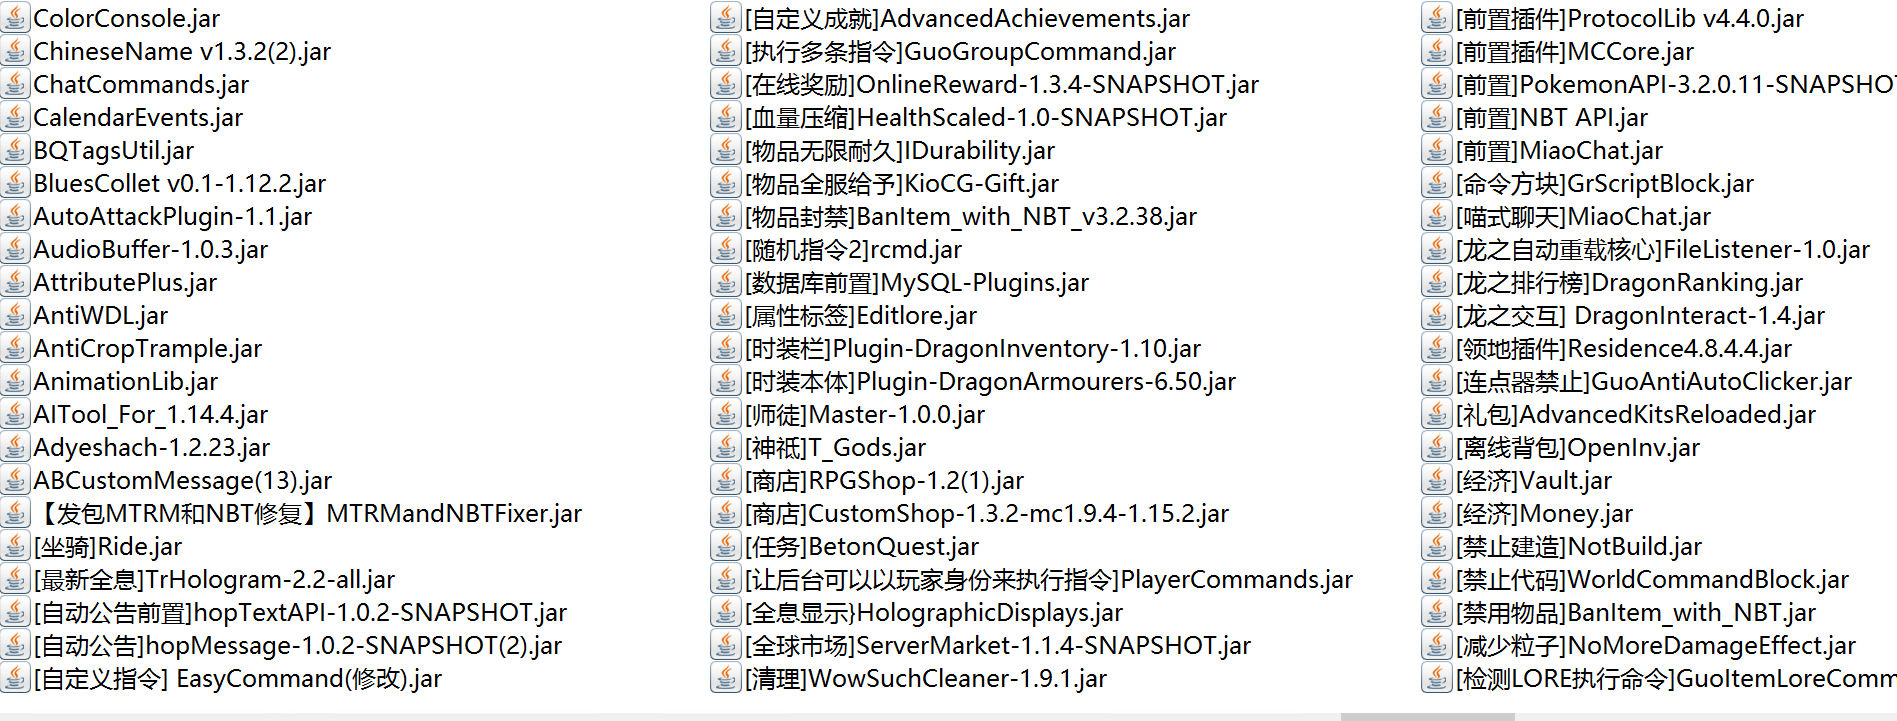 ColorConsole.jar
ChineseName v1.3.2(2).jar
ChatCommands.jar
CalendarEvents.jar
BQTagsUtil.jar
BluesCollet v0.1-1.12.2.jar
AutoAttackPlugin-1.1.jar
AudioBuffer-1.0.3.jar
AttributePlus.jar
AntiWDL.jar
AntiCropTrample.jar
AnimationLib.jar
AITool_For_1.14.4.jar
Adyeshach-1.2.23.jar
ABCustomMessage(13).jar
【发包MTRM和NBT修复】MTRMandNBTFixer.jar
[坐骑]Ride.jar
[最新全息]TrHologram-2.2-all.jar
[自动公告前置]hopTextAPI-1.0.2-SNAPSHOT.jar
[自动公告]hopMessage-1.0.2-SNAPSHOT(2).jar
[自定义指令] EasyCommand(修改).jar
[自定义成就]AdvancedAchievements.jar
[执行多条指令]GuoGroupCommand.jar
[在线奖励]OnlineReward-1.3.4-SNAPSHOT.jar
[血量压缩]HealthScaled-1.0-SNAPSHOT.jar
[物品无限耐久]IDurability.jar
[物品全服给予]KioCG-Gift.jar
[物品封禁]BanItem_with_NBT_v3.2.38.jar
[随机指令2]rcmd.jar
[数据库前置]MySQL-Plugins.jar
[属性标签]Editlore.jar
[时装栏]Plugin-DragonInventory-1.10.jar
[时装本体]Plugin-DragonArmourers-6.50.jar
[师徒]Master-1.0.0.jar
[神祇]T_Gods.jar
[商店]RPGShop-1.2(1).jar
[商店]CustomShop-1.3.2-mc1.9.4-1.15.2.jar
[任务]BetonQuest.jar
[让后台可以以玩家身份来执行指令]PlayerCommands.jar
[全息显示}HolographicDisplays.jar
[全球市场]ServerMarket-1.1.4-SNAPSHOT.jar
[清理]WowSuchCleaner-1.9.1.jar
[前置插件]ProtocolLib v4.4.0.jar
[前置插件]MCCore.jar
[前置]PokemonAPI-3.2.0.11-SNAPSHO
[前置]NBT API.jar
[前置]MiaoChat.jar
[命令方块]GrScriptBlock.jar
[喵式聊天]MiaoChat.jar
[龙之自动重载核心]FileListener-1.0.jar
[龙之排行榜]DragonRanking.jar
[龙之交互] DragonInteract-1.4.jar
[领地插件]Residence4.8.4.4.jar
[连点器禁止]GuoAntiAutoClicker.jar
[礼包]AdvancedKitsReloaded.jar
[离线背包]OpenInv.jar
[经济]Vault.jar
[经济]Money.jar
[禁止建造]NotBuild.jar
[禁止代码]WorldCommandBlock.jar
[禁用物品]BanItem_with_NBT.jar
[减少粒子]NoMoreDamageEffect.jar
[检测LORE执行命令]GuoItemLoreComm